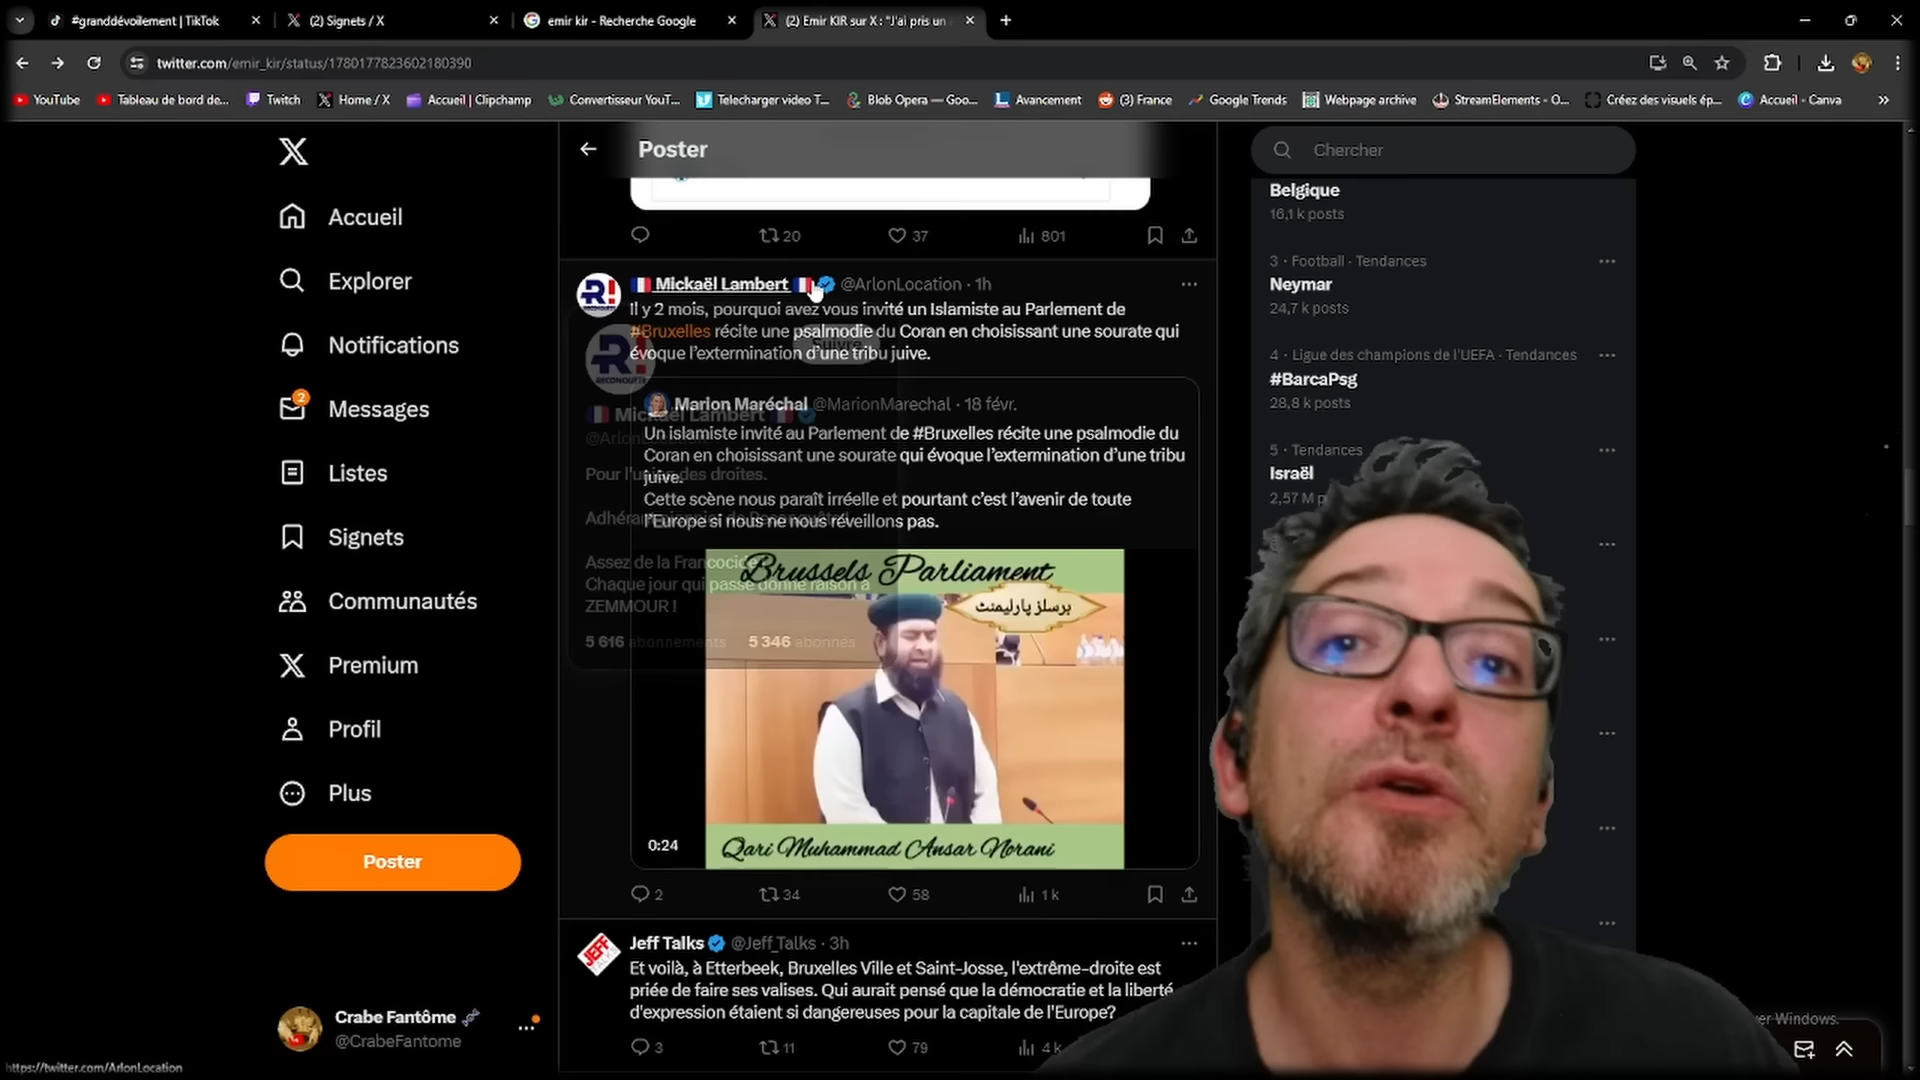 #granddévoilement | TikTok
(2) Signets / X
emir kir - Recherche Google
(2) Emir KIR sur X : "J'ai pris un
twitter.com/emir_kir/status/1780177823602180390
YouTube
Tableau de bord de...
Twitch
Home / X
Accueil | Clipchamp
Convertisseur YouT...
Telecharger video T...
Blob Opera — Goo...
Avancement
(3) France
Google Trends
Webpage archive
StreamElements - O...
Créez des visuels ép...
Accueil - Canva
Accueil
Explorer
Notifications
2
Messages
Listes
Signets
Communautés
Premium
Profil
Plus
Poster
Crabe Fantôme
@CrabeFantome
https://twitter.com/ArlonLocation
Poster
20
37
801
Mickaël Lambert
@ArlonLocation · 1h
Il y 2 mois, pourquoi avez vous invité un Islamiste au Parlement de
#Bruxelles récite une psalmodie du Coran en choisissant une sourate qui
évoque l'extermination d'une tribu juive.
Suivre
R!
RECONQUÊTE
Mickaël Lambert
Pour l'union des droites.
Assez de la Francocide
Chaque jour qui passe donne raison à
ZEMMOUR !
5 616 abonnements
5 346 abonnés
Marion Maréchal @MarionMarechal · 18 févr.
Un islamiste invité au Parlement de #Bruxelles récite une psalmodie du
Coran en choisissant une sourate qui évoque l'extermination d'une tribu
juive.
Cette scène nous paraît irréelle et pourtant c'est l'avenir de toute
l'Europe si nous ne nous réveillons pas.
Brussels Parliament
برسلز پارلیمنٹ
0:24
Qari Muhammad Ansar Norani
2
34
58
1 k
JEFF
TALKS
Jeff Talks @Jeff_Talks · 3h
Et voilà, à Etterbeek, Bruxelles Ville et Saint-Josse, l'extrême-droite est
priée de faire ses valises. Qui aurait pensé que la démocratie et la liberté
d'expression étaient si dangereuses pour la capitale de l'Europe?
3
11
79
4 k
Chercher
Belgique
16,1 k posts
3 · Football · Tendances
Neymar
24,7 k posts
4 · Ligue des champions de l'UEFA · Tendances
#BarcaPsg
28,8 k posts
5 · Tendances
Israël
2,57 M
Windows.